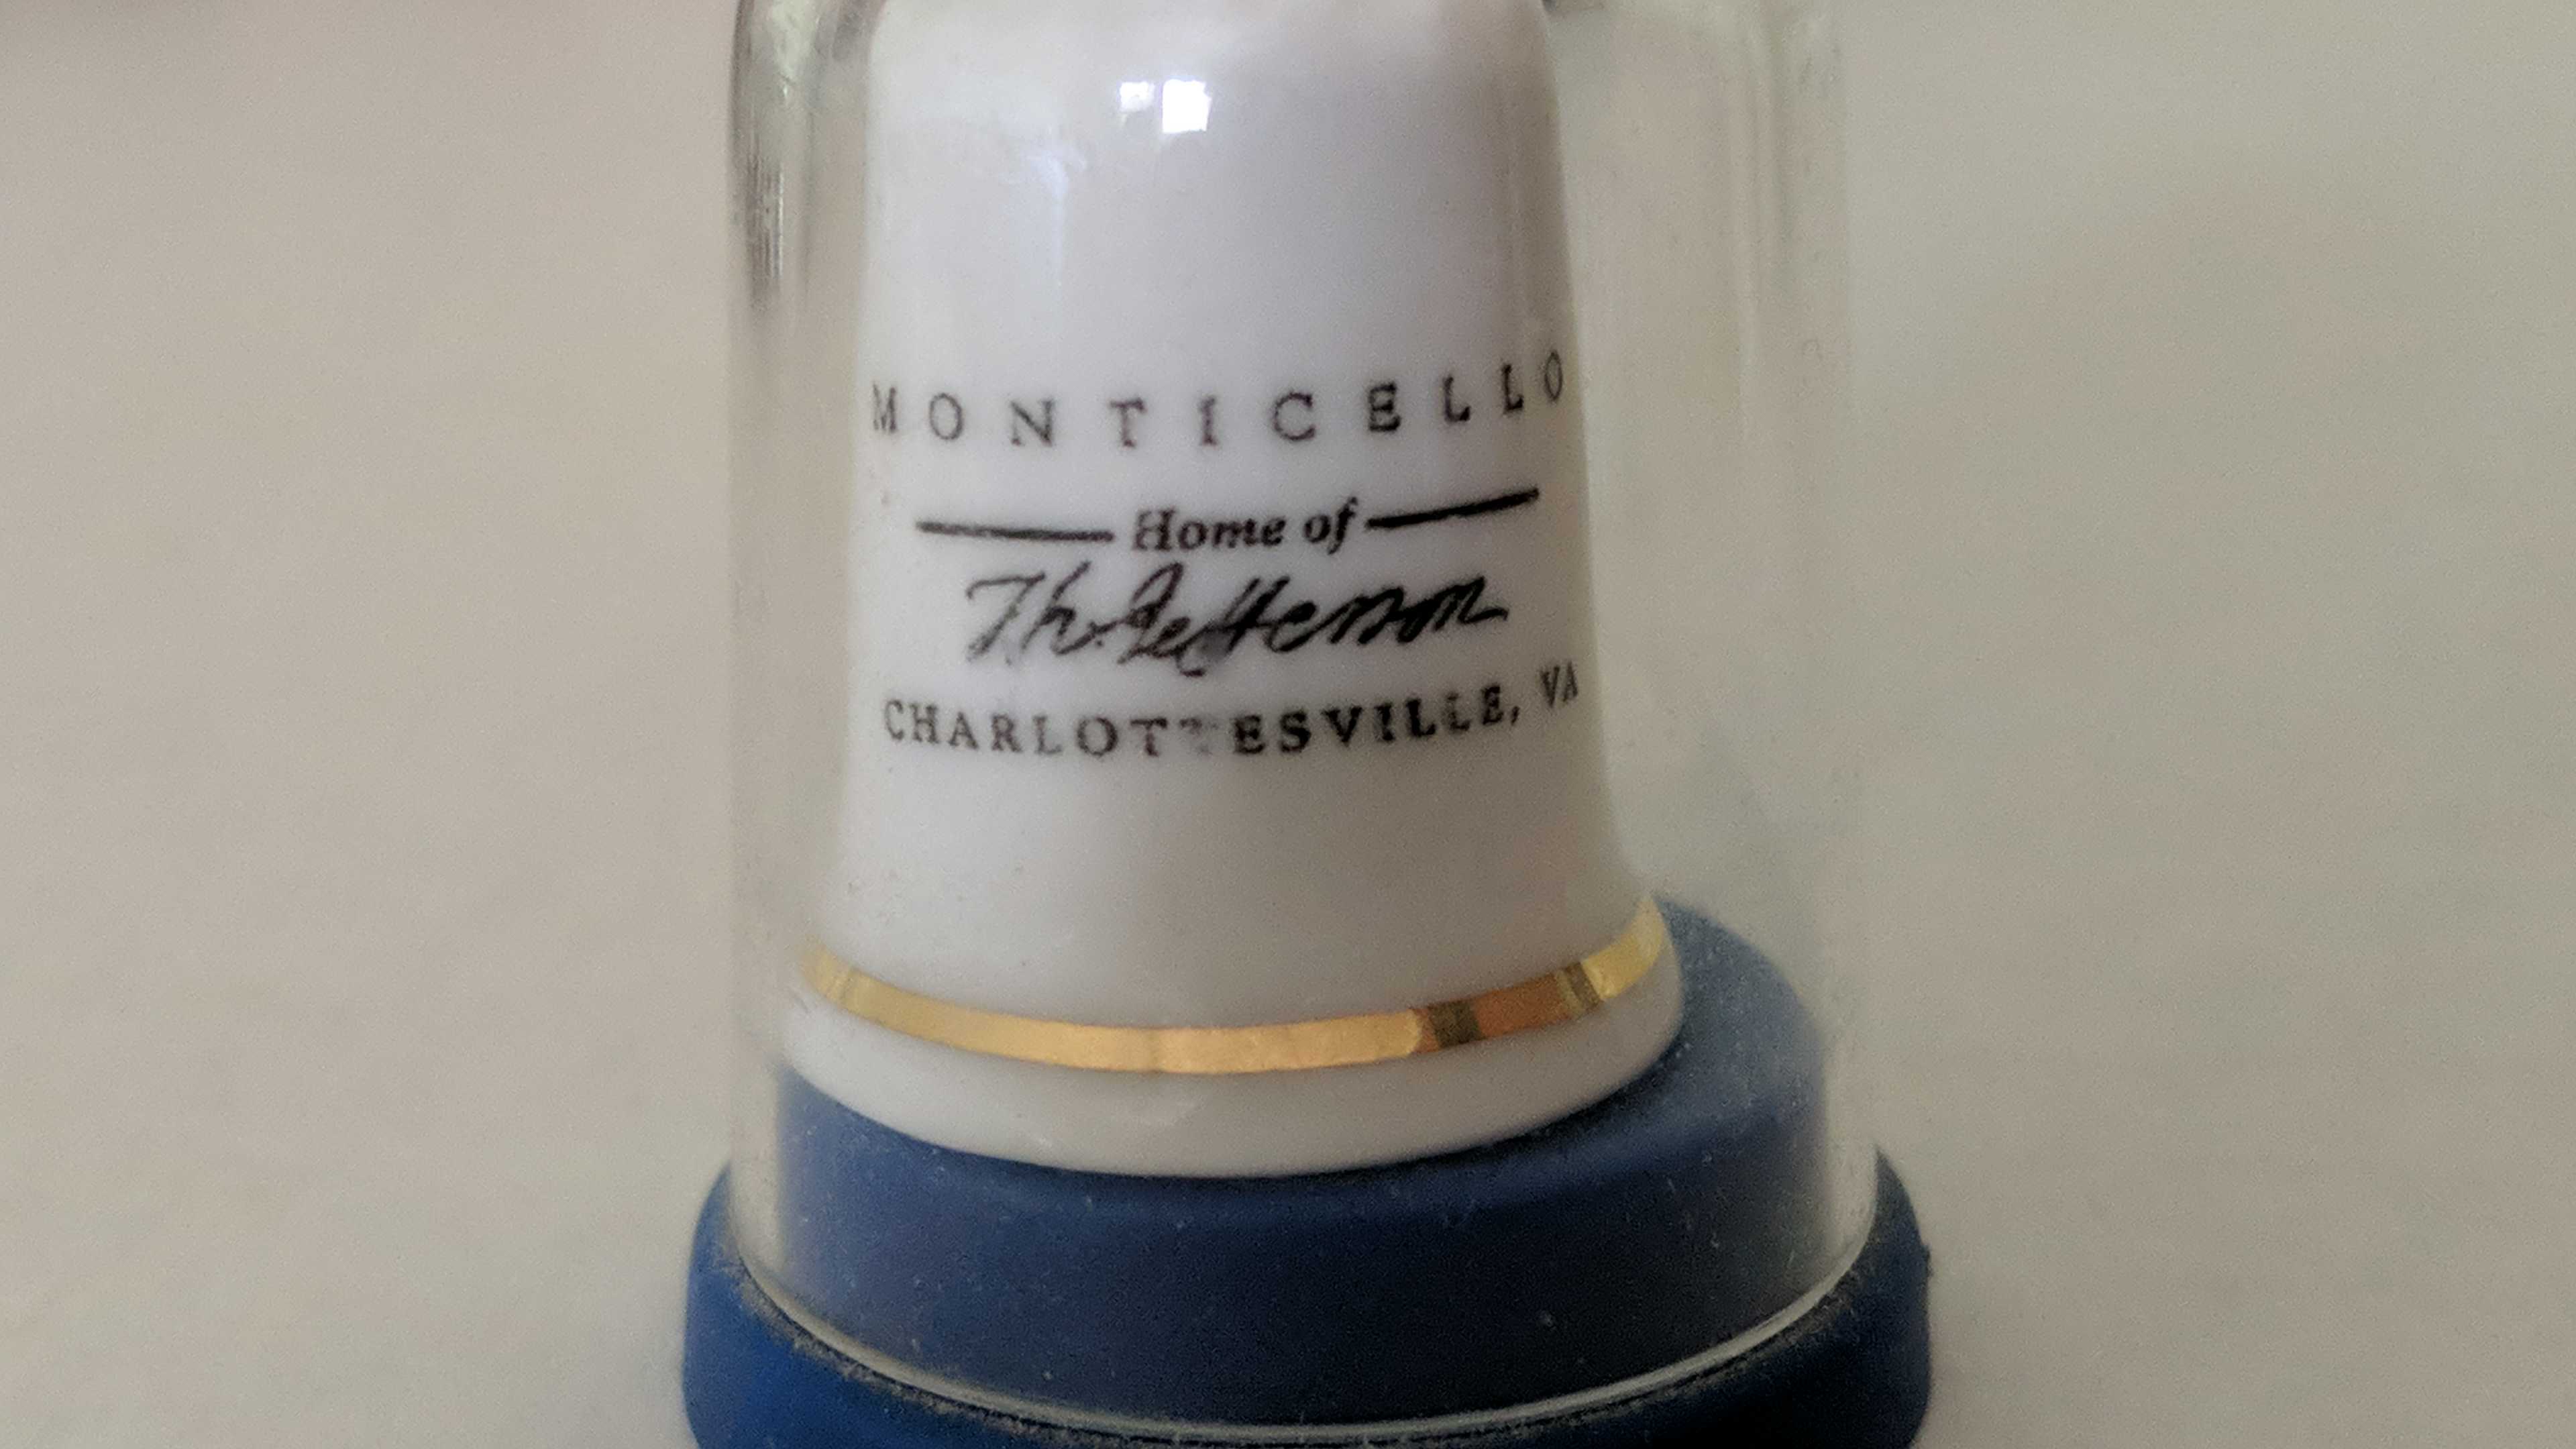 MONTICELLO
Home of
Th. Jefferson
CHARLOTTESVILLE, VA